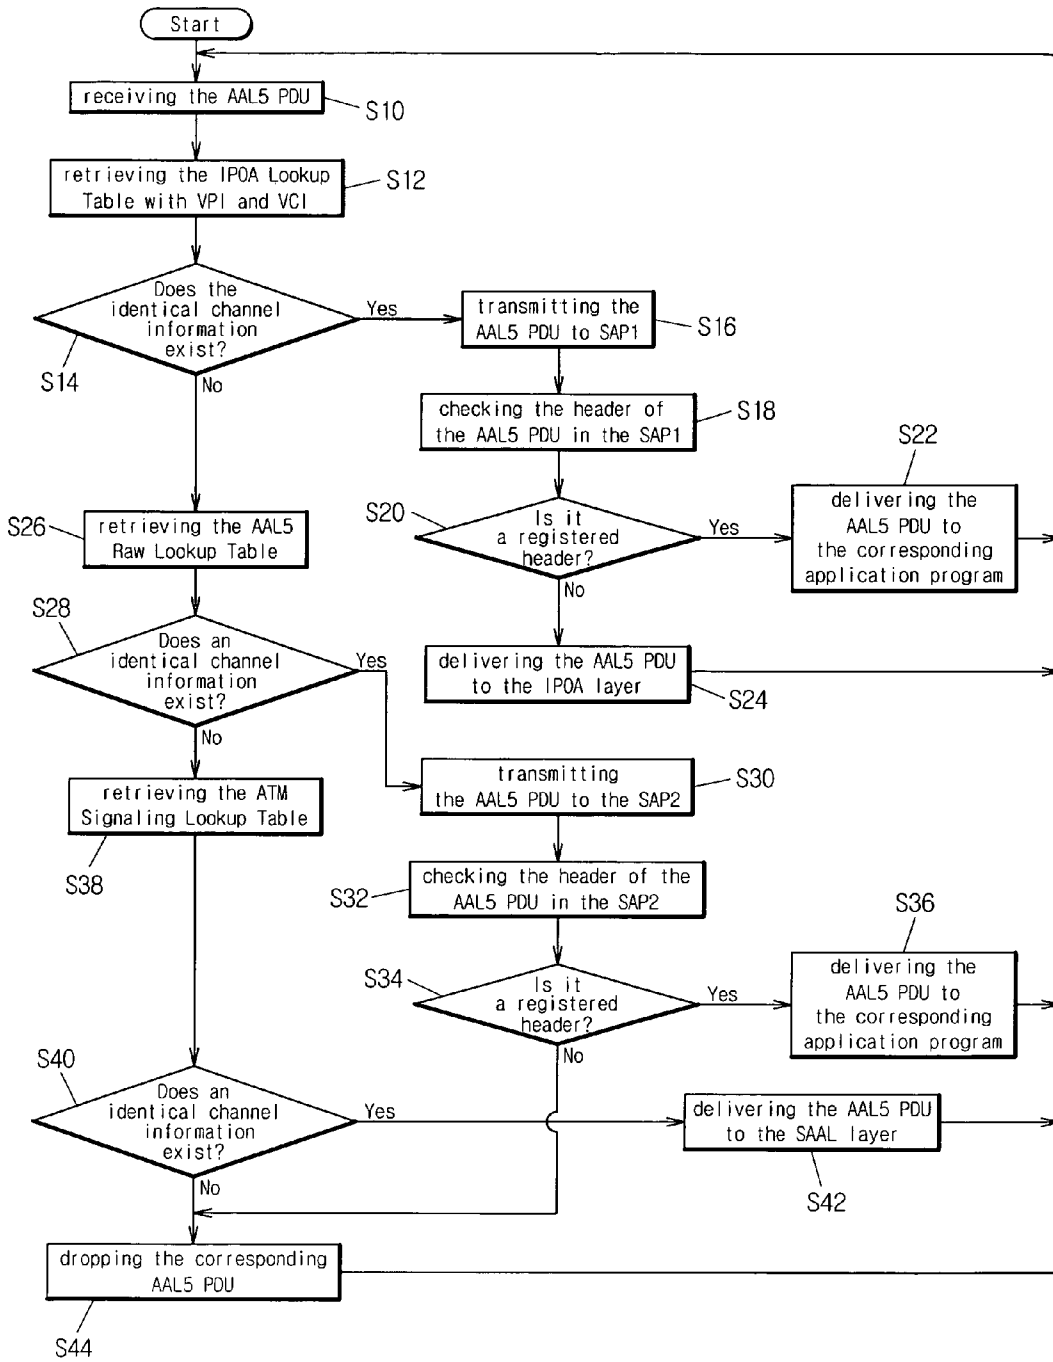 Start
receiving the AAL5 PDU
S10
retrieving the IPOA Lookup
Table with VPI and VCI
S12
Does the
identical channel
information
exist?
Yes
No
S14
transmitting the
AAL5 PDU to SAP1
S16
checking the header of
the AAL5 PDU in the SAP1
S18
Is it
a registered
header?
Yes
No
S20
delivering the
AAL5 PDU to
the corresponding
application program
S22
delivering the AAL5 PDU
to the IPOA layer
S24
retrieving the AAL5
Raw Lookup Table
S26
Does an
identical channel
information
exist?
Yes
No
S28
transmitting
the AAL5 PDU to the SAP2
S30
checking the header of the
AAL5 PDU in the SAP2
S32
Is it
a registered
header?
Yes
No
S34
delivering the
AAL5 PDU to
the corresponding
application program
S36
retrieving the ATM
Signaling Lookup Table
S38
Does an
identical channel
information
exist?
Yes
No
S40
delivering the AAL5 PDU
to the SAAL layer
S42
dropping the corresponding
AAL5 PDU
S44